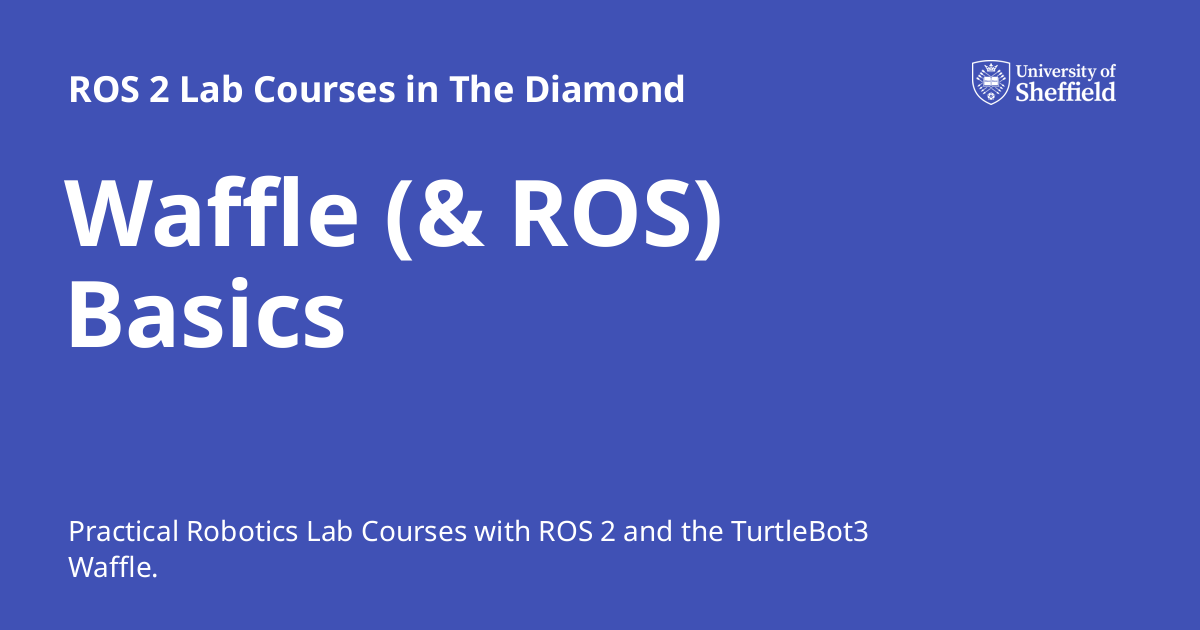 ROS 2 Lab Courses in The Diamond
University of
Sheffield
Waffle (& ROS)
Basics
Practical Robotics Lab Courses with ROS 2 and the TurtleBot3
Waffle.